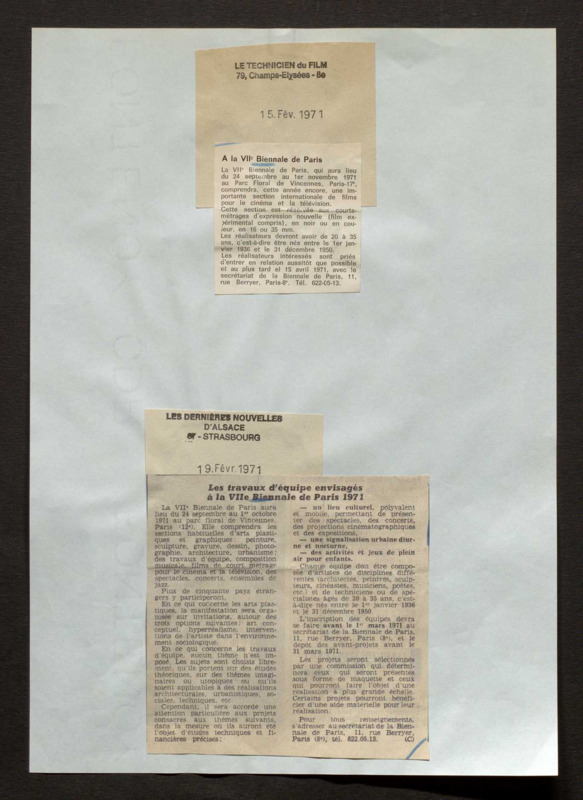 LE TECHNICIEN du FILM
79, Champs-Elysées - 8e
15. Fév. 1971
A la VIIe Biennale de Paris
La VIIe Biennale de Paris, qui aura lieu
du 24 septembre au 1er novembre 1971
au Parc Floral de Vincennes, Paris-12e,
comprendra, cette année encore, une im-
portante section internationale de films
pour le cinéma et la télévision.
Cette section est réservée aux courts-
métrages d'expression nouvelle (film ex-
périmental compris), en noir ou en cou-
leur, en 16 ou 35 mm.
Les réalisateurs devront avoir de 20 à 35
ans, c'est-à-dire être nés entre le 1er jan-
vier 1936 et le 31 décembre 1950.
Les réalisateurs intéressés sont priés
d'entrer en relation aussitôt que possible
et au plus tard le 15 avril 1971, avec le
secrétariat de la Biennale de Paris, 11,
rue Berryer, Paris-8e. Tél. 622-05-13.
LES DERNIÈRES NOUVELLES
D'ALSACE
67 - STRASBOURG
19. Févr. 1971
Les travaux d'équipe envisagés
à la VIIe Biennale de Paris 1971
La VIIe Biennale de Paris aura
lieu du 24 septembre au 1er octobre
1971 au parc floral de Vincennes,
Paris (12e). Elle comprendra les
sections habituelles d'arts plasti-
ques et graphiques: peinture,
sculpture, gravure, dessin, photo-
graphie, architecture, urbanisme;
des travaux d'équipe, composition
musicale, films de court métrage
pour le cinéma et la télévision, des
spectacles, concerts, ensembles de
jazz.
Plus de cinquante pays étran-
gers y participeront.
En ce qui concerne les arts plas-
tiques, la manifestation sera orga-
nisée sur invitations, autour des
trois options suivantes: art con-
ceptuel, hyperréalisme, interven-
tions de l'artiste dans l'environne-
ment sociologique.
En ce qui concerne les travaux
d'équipe, aucun thème n'est im-
posé. Les sujets sont choisis libre-
ment, qu'ils portent sur des études
théoriques, sur des thèmes imagi-
naires ou utopiques ou qu'ils
soient applicables à des réalisations
architecturales, urbanistiques, so-
ciales, techniques, etc.
Cependant, il sera accordé une
attention particulière aux projets
consacrés aux thèmes suivants,
dans la mesure où ils auront été
l'objet d'études techniques et fi-
nancières précises:
— un lieu culturel, polyvalent
et mobile, permettant de présen-
ter des spectacles, des concerts,
des projections cinématographiques
et des expositions,
— une signalisation urbaine diur-
ne et nocturne,
— des activités et jeux de plein
air pour enfants.
Chaque équipe doit être compo-
sée d'artistes de disciplines diffé-
rentes (architectes, peintres, sculp-
teurs, cinéastes, musiciens, poètes,
etc.) et de techniciens ou de spé-
cialistes âgés de 20 à 35 ans, c'est-
à-dire nés entre le 1er janvier 1936
et le 31 décembre 1950.
L'inscription des équipes devra
se faire avant le 1er mars 1971 au
secrétariat de la Biennale de Paris,
11, rue Berryer, Paris (8e), et le
dépôt des avant-projets avant le
31 mars 1971.
Les projets seront sélectionnés
par une commission qui détermi-
nera ceux qui seront présentés
sous forme de maquette et ceux
qui pourront faire l'objet d'une
réalisation à plus grande échelle.
Certains projets pourront bénéfi-
cier d'une aide matérielle pour leur
réalisation.
Pour tous renseignements,
s'adresser au secrétariat de la Bien-
nale de Paris, 11, rue Berryer,
Paris (8e), tél. 622.05.13. (C)